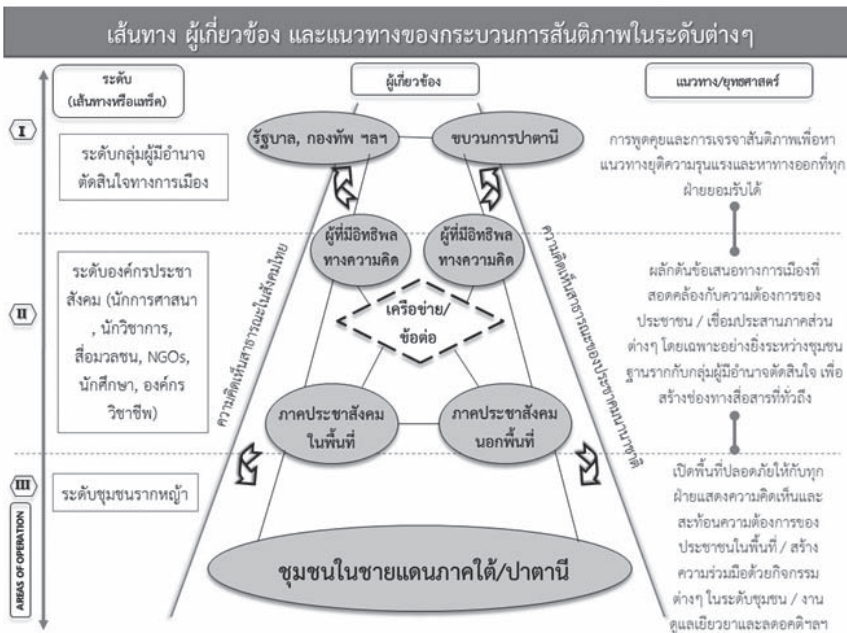 เส้นทาง ผู้เกี่ยวข้อง และแนวทางของกระบวนการสันติภาพในระดับต่างๆ
ระดับ
(เส้นทางหรือแทร็ค)
ผู้เกี่ยวข้อง
แนวทาง/ยุทธศาสตร์
I
ระดับกลุ่มผู้มีอำนาจ
ตัดสินใจทางการเมือง
รัฐบาล, กองทัพ ฯลฯ
ขบวนการปาตานี
การพูดคุยและการเจรจาสันติภาพเพื่อหา
แนวทางยุติความรุนแรงและหาทางออกที่ทุก
ฝ่ายยอมรับได้
II
ระดับองค์กรประชา
สังคม (นักการศาสนา
, นักวิชาการ,
สื่อมวลชน, NGOs,
นักศึกษา, องค์กร
วิชาชีพ)
ความคิดเห็นสาธารณะในสังคมไทย
ผู้ที่มีอิทธิพล
ทางความคิด
ผู้ที่มีอิทธิพล
ทางความคิด
เครือข่าย/
ข้อต่อ
ภาคประชาสังคม
ในพื้นที่
ภาคประชาสังคม
นอกพื้นที่
ความคิดเห็นสาธารณะของประชาคมนานาชาติ
ผลักดันข้อเสนอทางการเมืองที่
สอดคล้องกับความต้องการของ
ประชาชน / เชื่อมประสานภาคส่วน
ต่างๆ โดยเฉพาะอย่างยิ่งระหว่างชุมชน
ฐานรากกับกลุ่มผู้มีอำนาจตัดสินใจ เพื่อ
สร้างช่องทางสื่อสารที่ทั่วถึง
III
AREAS OF OPERATION
ระดับชุมชนรากหญ้า
ชุมชนในชายแดนภาคใต้/ปาตานี
เปิดพื้นที่ปลอดภัยให้กับทุก
ฝ่ายแสดงความคิดเห็นและ
สะท้อนความต้องการของ
ประชาชนในพื้นที่ / สร้าง
ความร่วมมือด้วยกิจกรรม
ต่างๆ ในระดับชุมชน / งาน
ดูแลเยียวยาและลดอคติฯลฯ